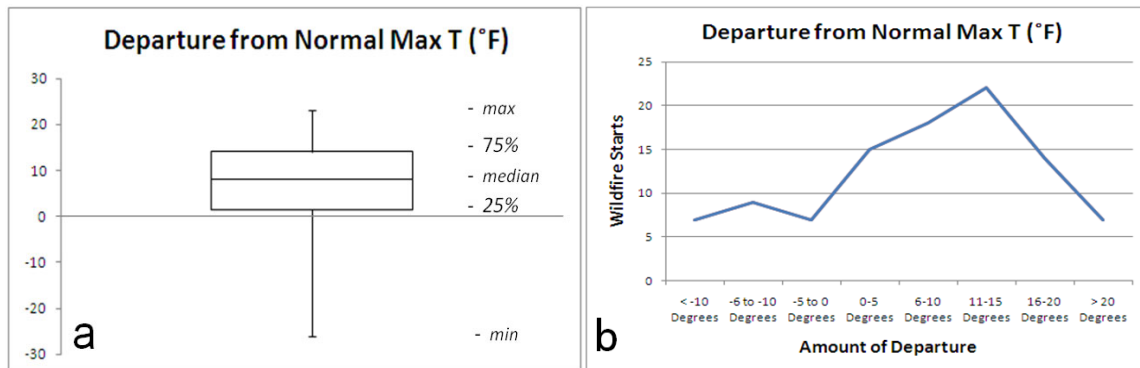 Departure from Normal Max T (˚F)
30
20
10
0
-10
-20
-30
- max
- 75%
- median
- 25%
- min
a
Departure from Normal Max T (˚F)
Wildfire Starts
25
20
15
10
5
0
< -10 -6 to -10 -5 to 0 0-5 6-10 11-15 16-20 > 20
Degrees Degrees Degrees Degrees Degrees Degrees Degrees Degrees
Amount of Departure
b